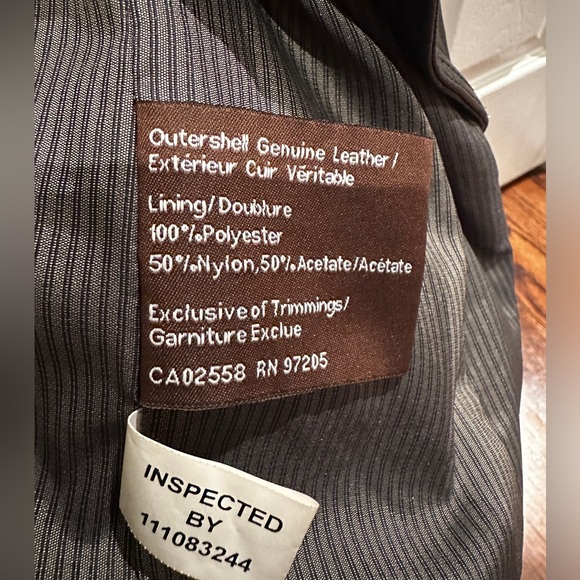 Outershell Genuine Leather/
Extérieur Cuir Véritable
Lining/Doublure
100%Polyester
50%Nylon,50%Acetate/Acétate
Exclusive of Trimmings/
Garniture Exclue
CA02558 RN 97205
INSPECTED
BY
111083244